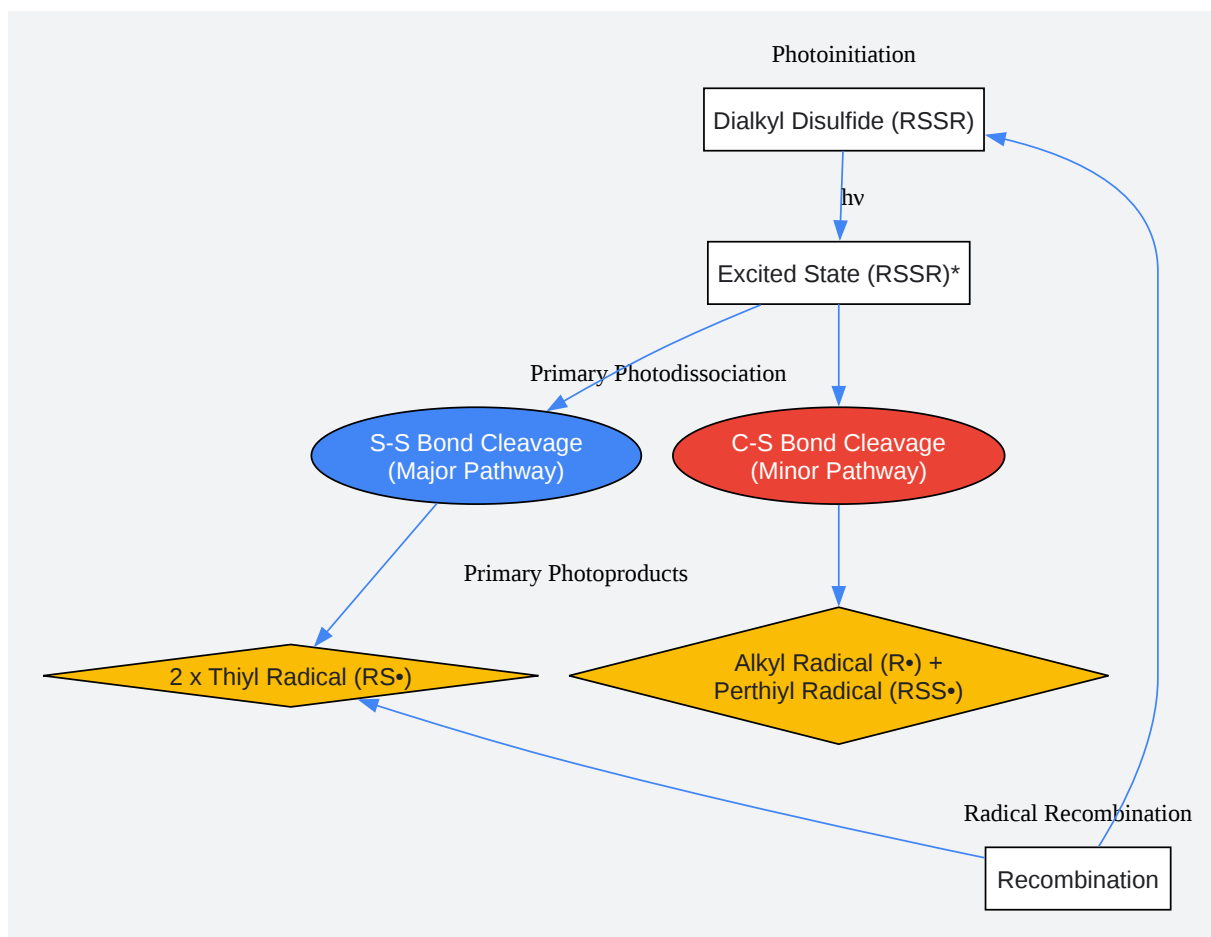 Photoinitiation
Dialkyl Disulfide (RSSR)
hν
Excited State (RSSR)*
Primary Photodissociation
S-S Bond Cleavage
(Major Pathway)
C-S Bond Cleavage
(Minor Pathway)
Primary Photoproducts
2 x Thiyl Radical (RS•)
Alkyl Radical (R•) +
Perthiyl Radical (RSS•)
Radical Recombination
Recombination